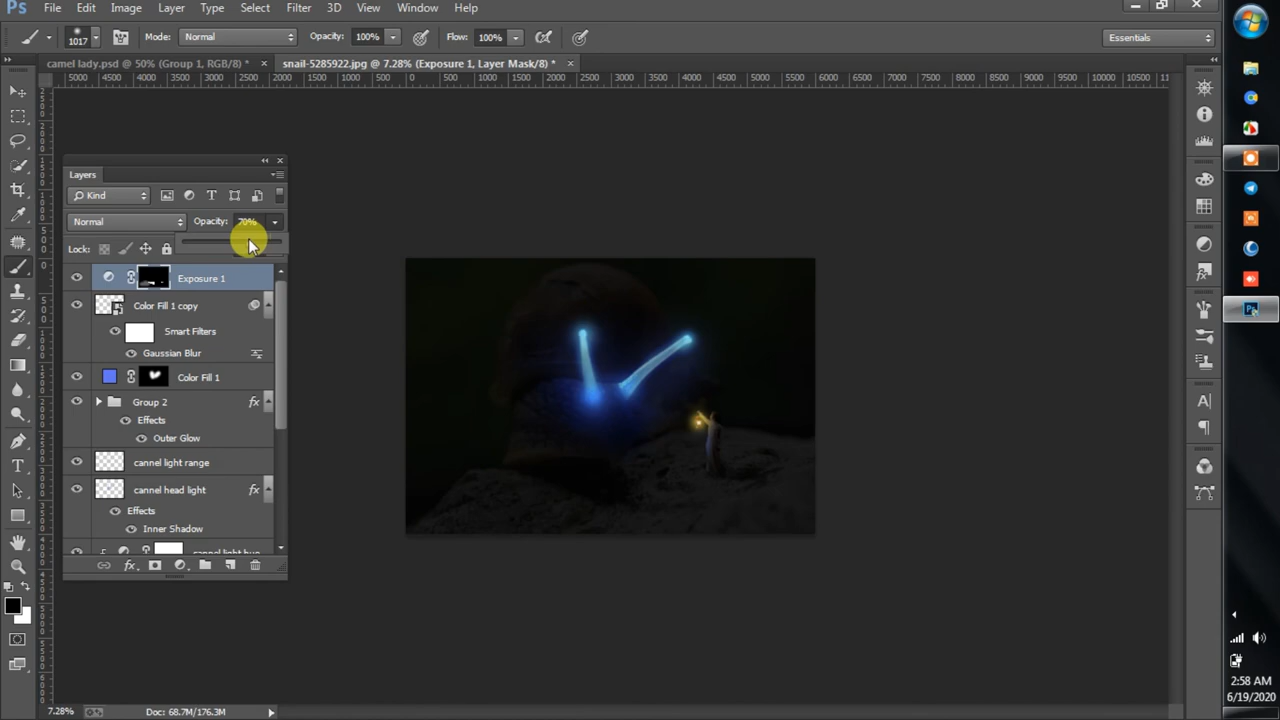 Ps File Edit Image Layer Type Select Filter 3D View Window Help
1017 Mode: Normal Opacity: 100% Flow: 100% Essentials
camel lady.psd @ 50% (Group 1, RGB/8) * × snail-5285922.jpg @ 7.28% (Exposure 1, Layer Mask/8) * ×
5000 4500 4000 3500 3000 2500 2000 1500 1000 500 0 500 1000 1500 2000 2500 3000 3500 4000 4500 5000 5500 6000 6500 7000 7500 8000 8500 9000 9500 10000 10500 11
Layers
Kind
Normal Opacity: 70%
Lock:
Exposure 1
Color Fill 1 copy
Smart Filters
Gaussian Blur
Color Fill 1
Group 2 fx
Effects
Outer Glow
cannel light range
cannel head light fx
Effects
Inner Shadow
cannel light hue
7.28% Doc: 68.7M/176.3M
2:58 AM
6/19/2020